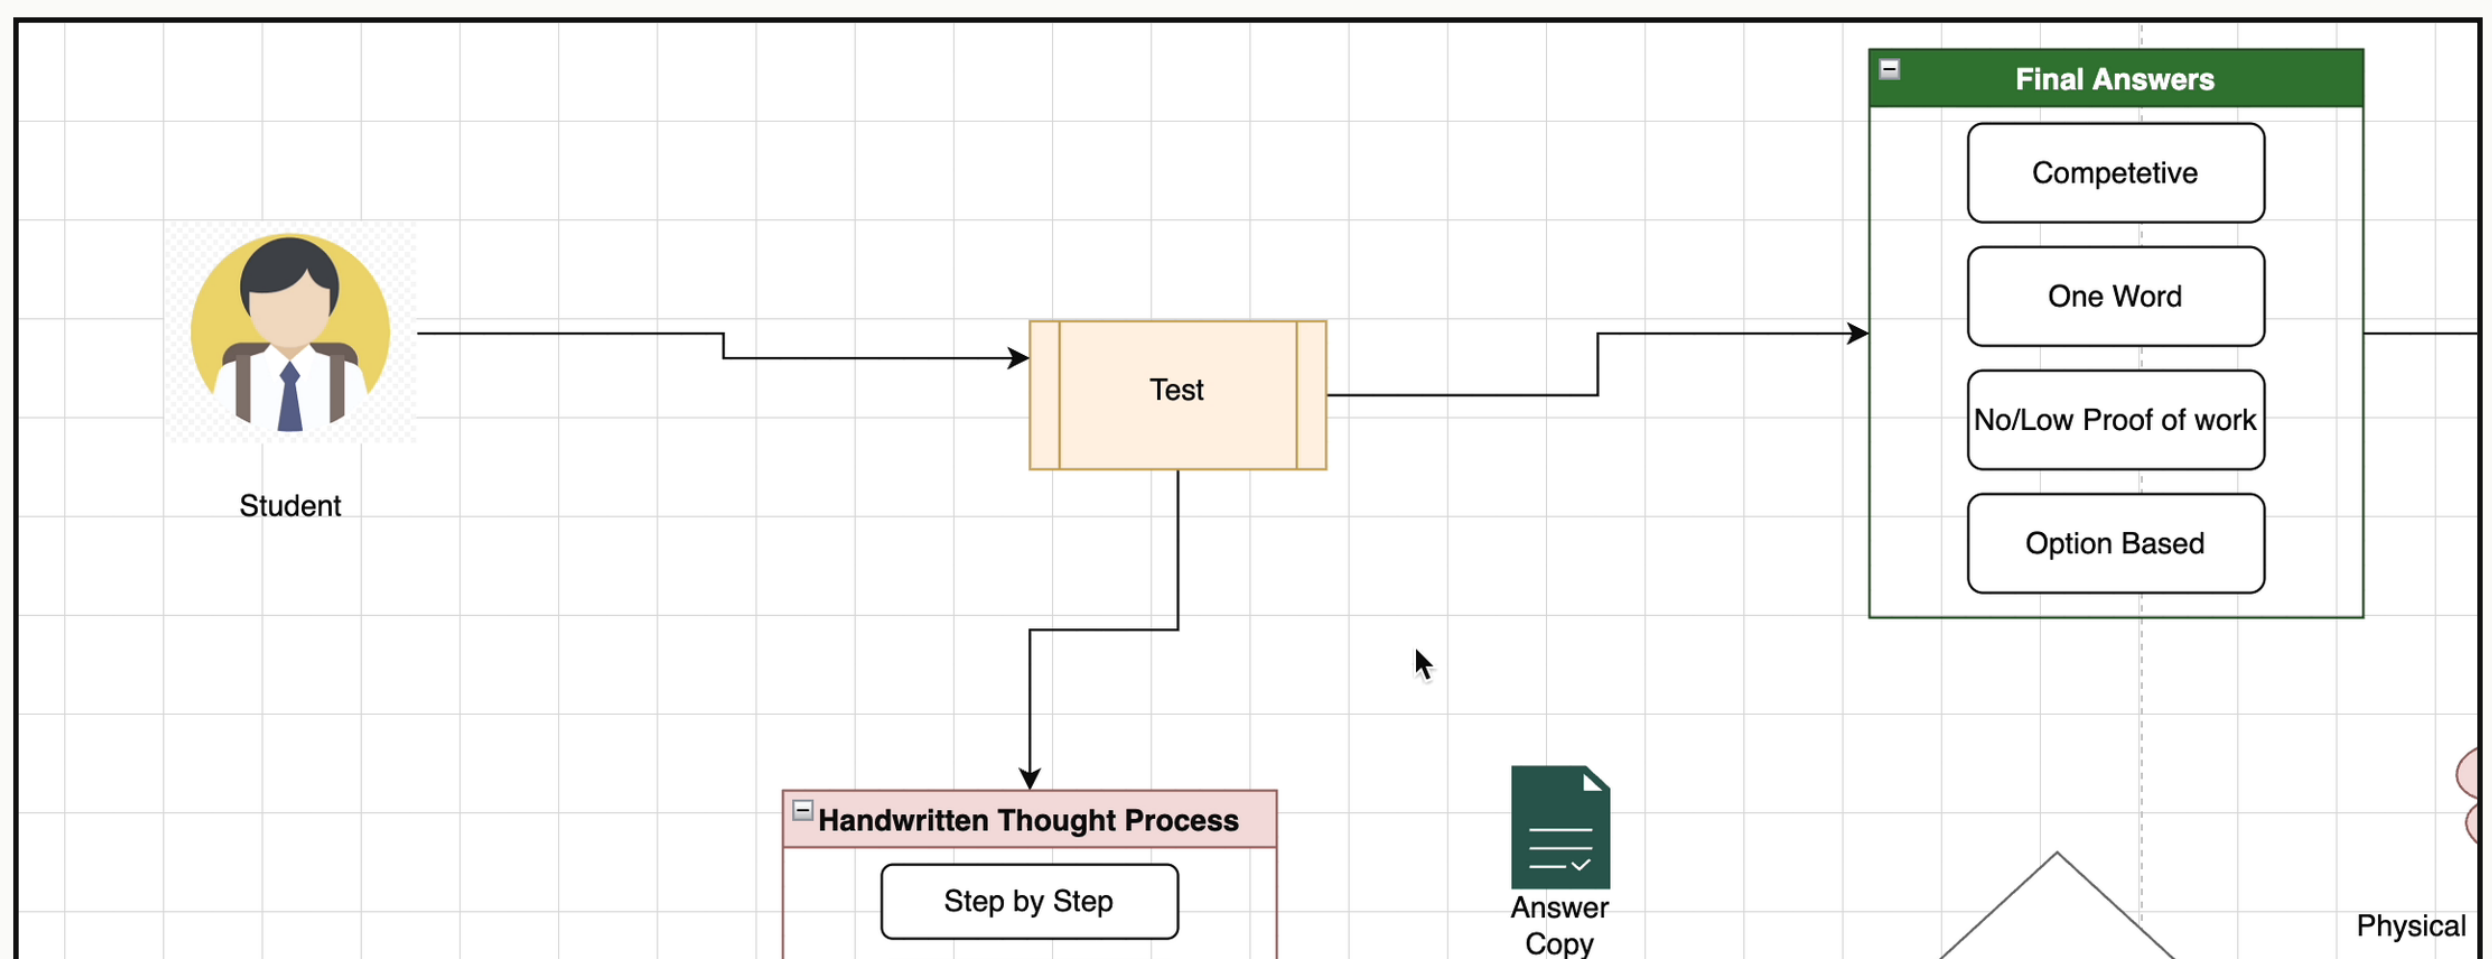 Final Answers
Competetive
One Word
No/Low Proof of work
Option Based
Test
Student
Handwritten Thought Process
Step by Step
Answer
Copy
Physical